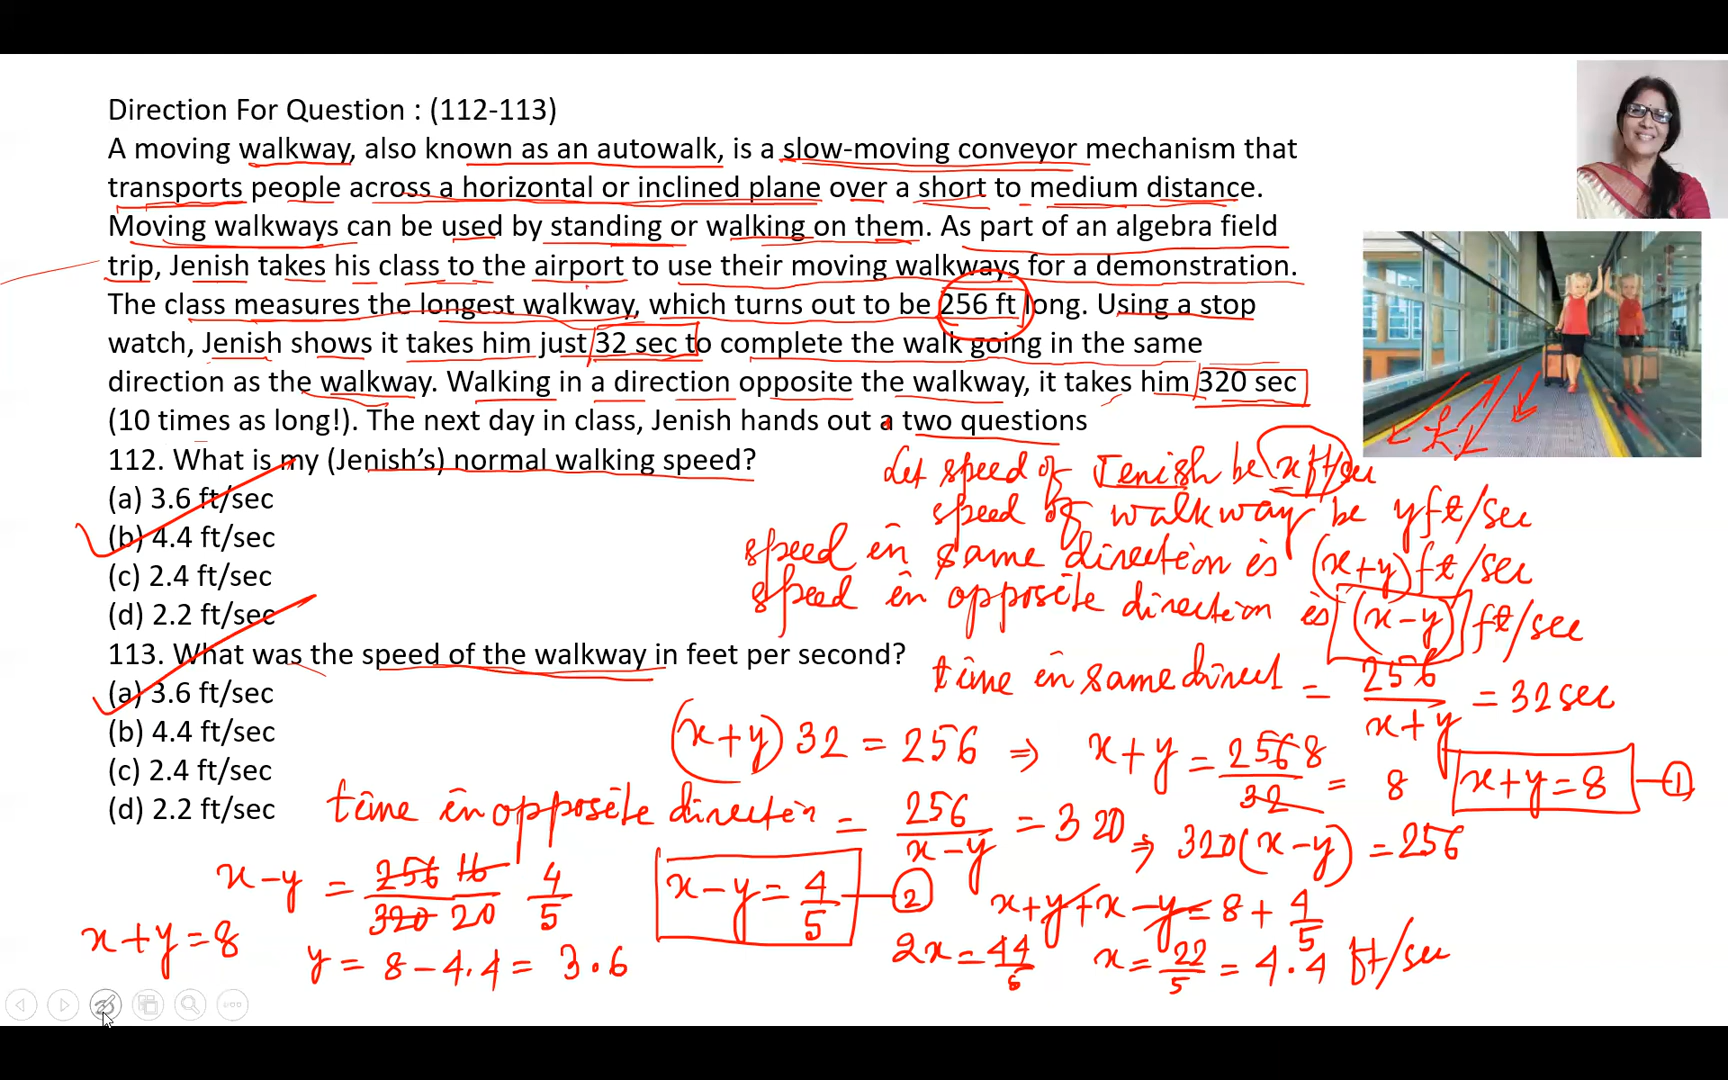 Direction For Question : (112-113)
A moving walkway, also known as an autowalk, is a slow-moving conveyor mechanism that
transports people across a horizontal or inclined plane over a short to medium distance.
Moving walkways can be used by standing or walking on them. As part of an algebra field
trip, Jenish takes his class to the airport to use their moving walkways for a demonstration.
The class measures the longest walkway, which turns out to be 256 ft long. Using a stop
watch, Jenish shows it takes him just 32 sec to complete the walk going in the same
direction as the walkway. Walking in a direction opposite the walkway, it takes him 320 sec
(10 times as long!). The next day in class, Jenish hands out a two questions
112. What is my (Jenish’s) normal walking speed?
(a) 3.6 ft/sec
(b) 4.4 ft/sec
(c) 2.4 ft/sec
(d) 2.2 ft/sec
113. What was the speed of the walkway in feet per second?
(a) 3.6 ft/sec
(b) 4.4 ft/sec
(c) 2.4 ft/sec
(d) 2.2 ft/sec
Let speed of Jenish be x ft/sec
speed of walkway be y ft/sec
speed in same direction is (x+y) ft/sec
speed in opposite direction is (x-y) ft/sec
time in same direct = 256/x+y = 32 sec
(x+y) 32 = 256 ⇒ x+y = 256 8/32 = 8 x+y=8 —①
time in opposite direction = 256/x-y = 320 ⇒ 320(x-y) = 256
x-y = 256 16/320 20 4/5 x-y = 4/5 —②
x+y+x-y = 8+4/5
x+y=8
y = 8-4.4 = 3.6
2x = 44/5 x = 22/5 = 4.4 ft/sec